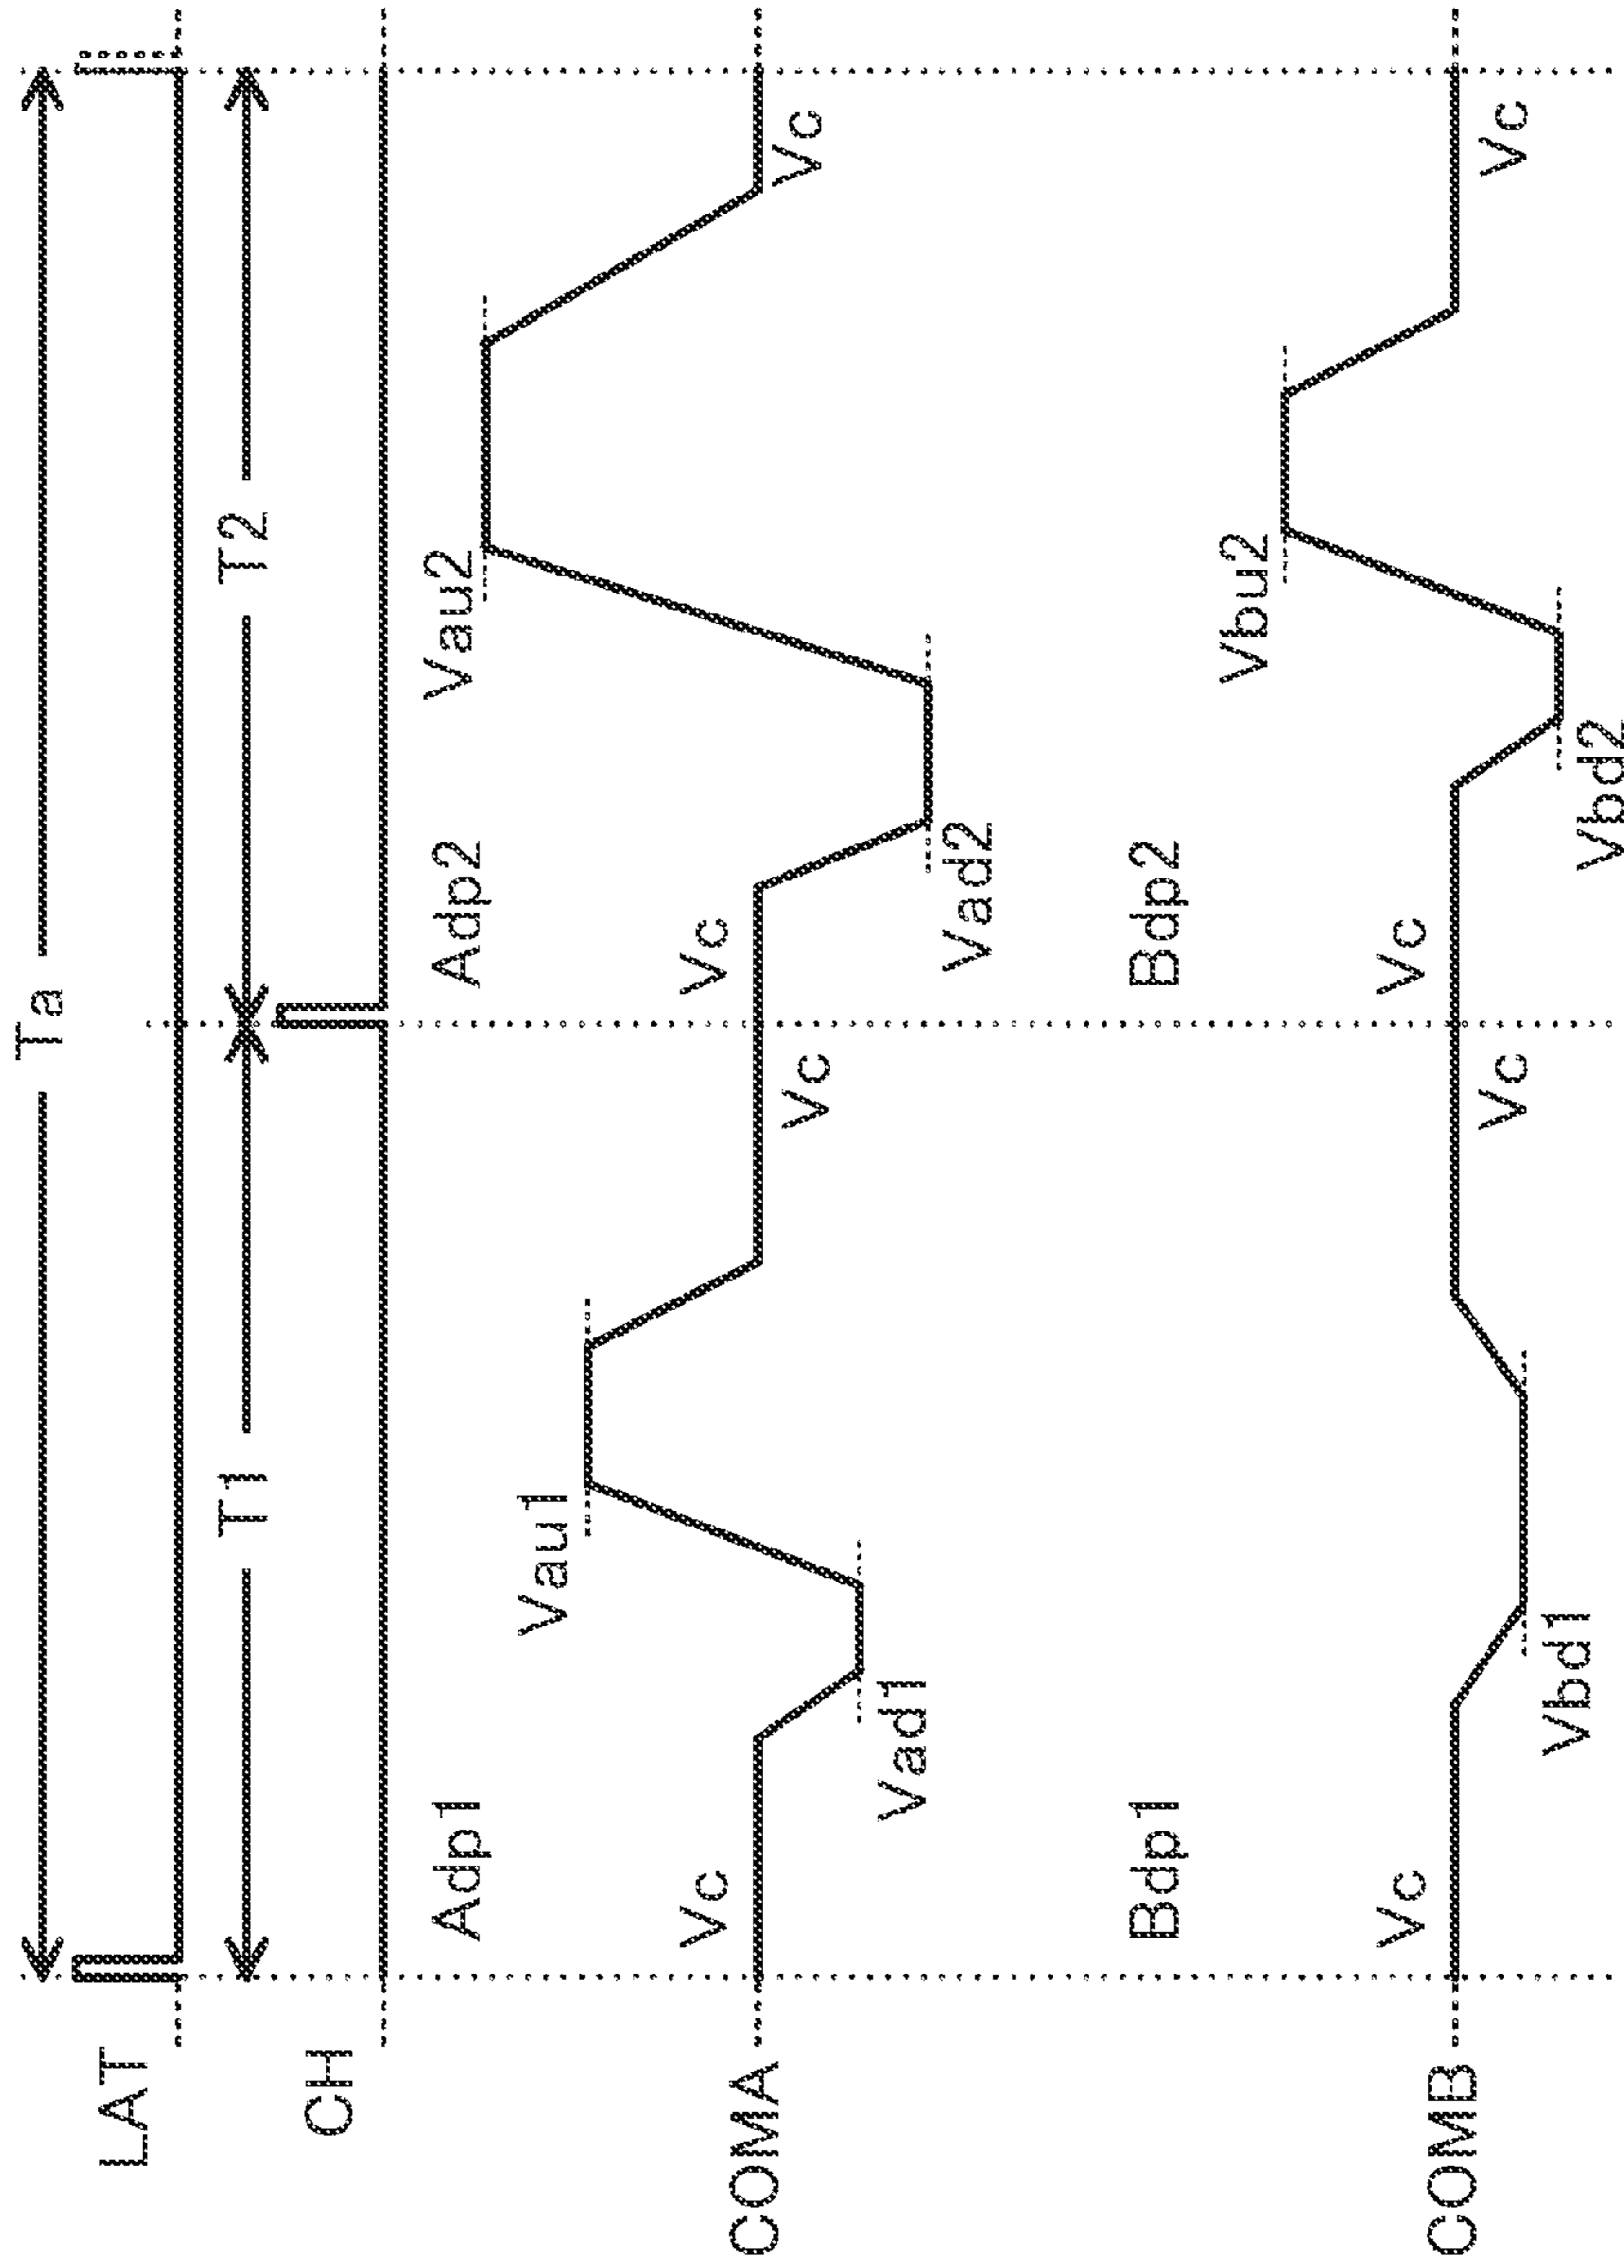 Ta
LAT
T1 T2
CH
Adp1 Adp2
Vau2
Vau1
Vc Vc
COMA
Vc Vc
Vad1 Vad2
Bdp1 Bdp2
Vbu2
Vc Vc
COMB
Vc Vc
Vbd1 Vbd2